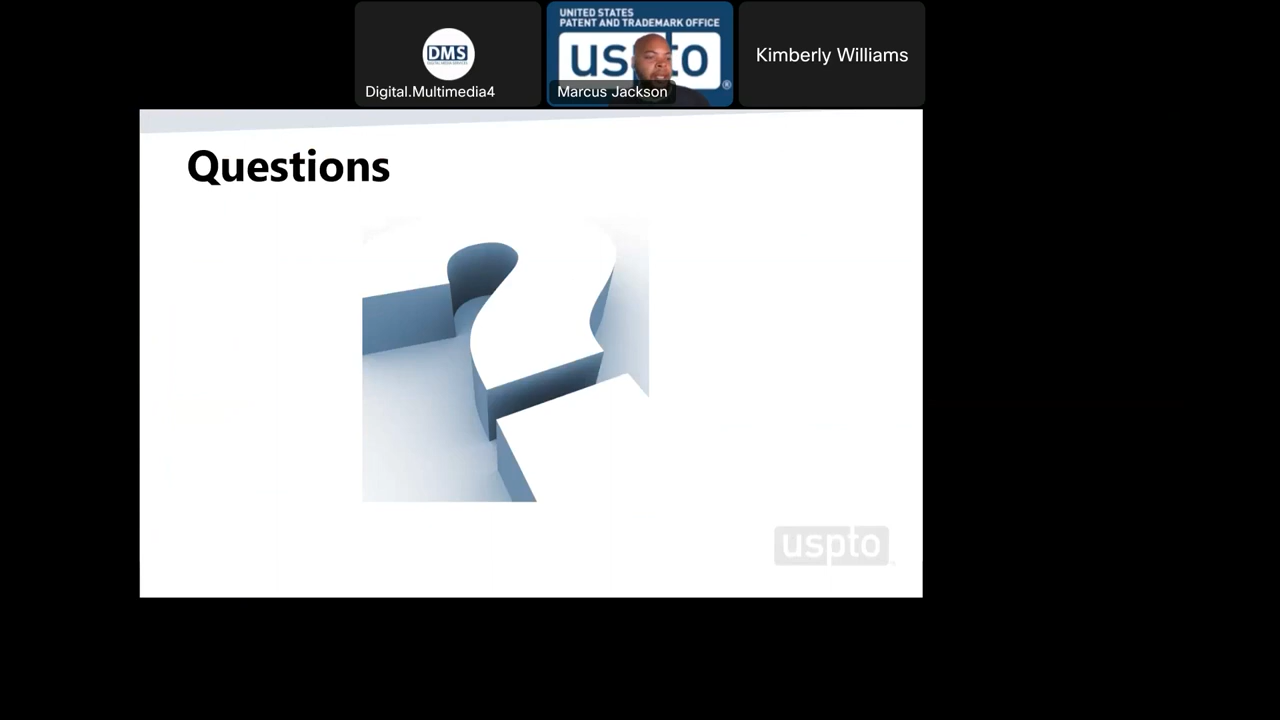 UNITED STATES
PATENT AND TRADEMARK OFFICE
uspto
®
DMS
Digital.Multimedia4
Marcus Jackson
Kimberly Williams
Questions
uspto